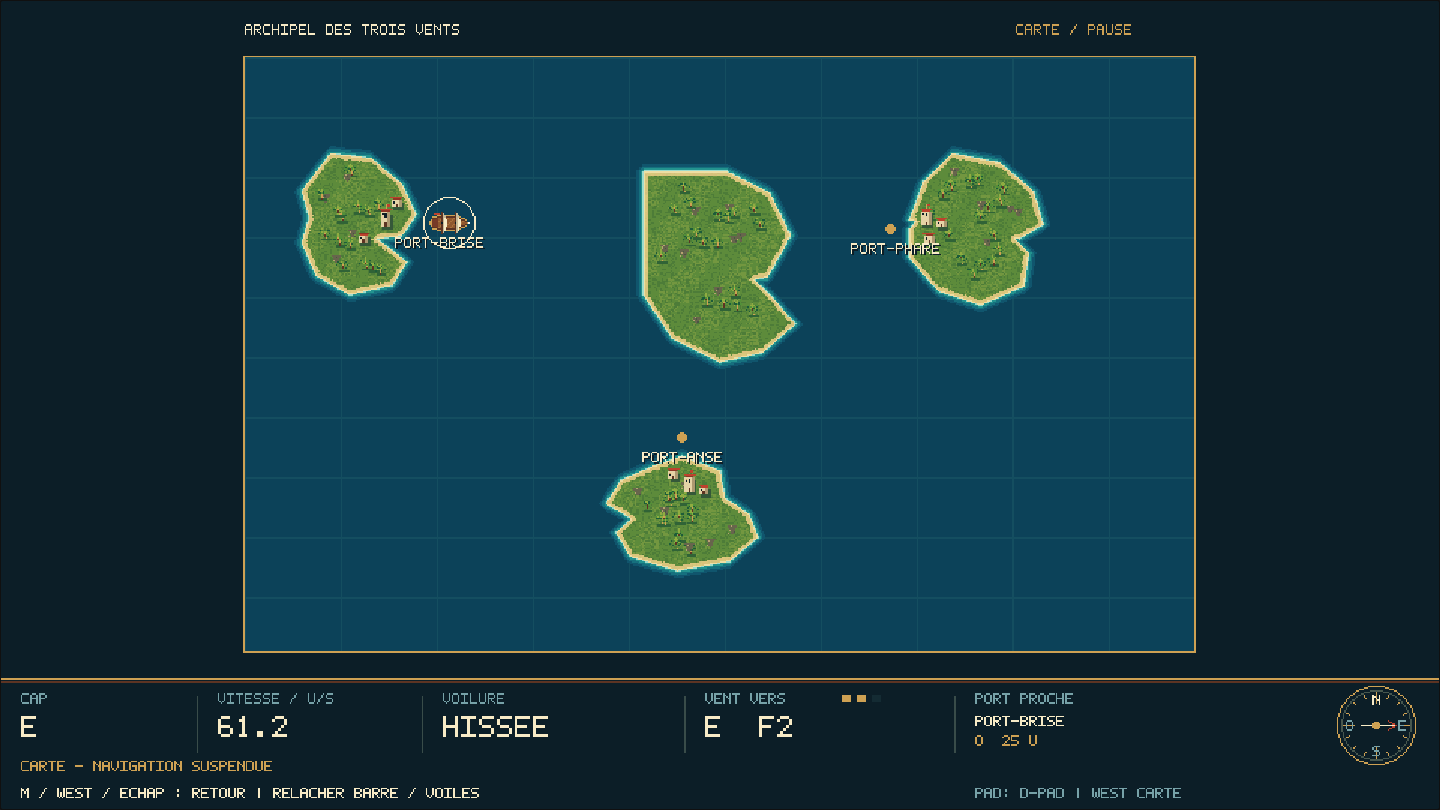 ARCHIPEL DES TROIS VENTS
CARTE / PAUSE
PORT-BRISE
PORT-PHARE
PORT-ANSE
CAP
E
VITESSE / U/S
61.2
VOILURE
HISSEE
VENT VERS
E F2
PORT PROCHE
PORT-BRISE
O 25 U
N
O
E
S
CARTE - NAVIGATION SUSPENDUE
M / WEST / ECHAP : RETOUR | RELACHER BARRE / VOILES
PAD: D-PAD | WEST CARTE